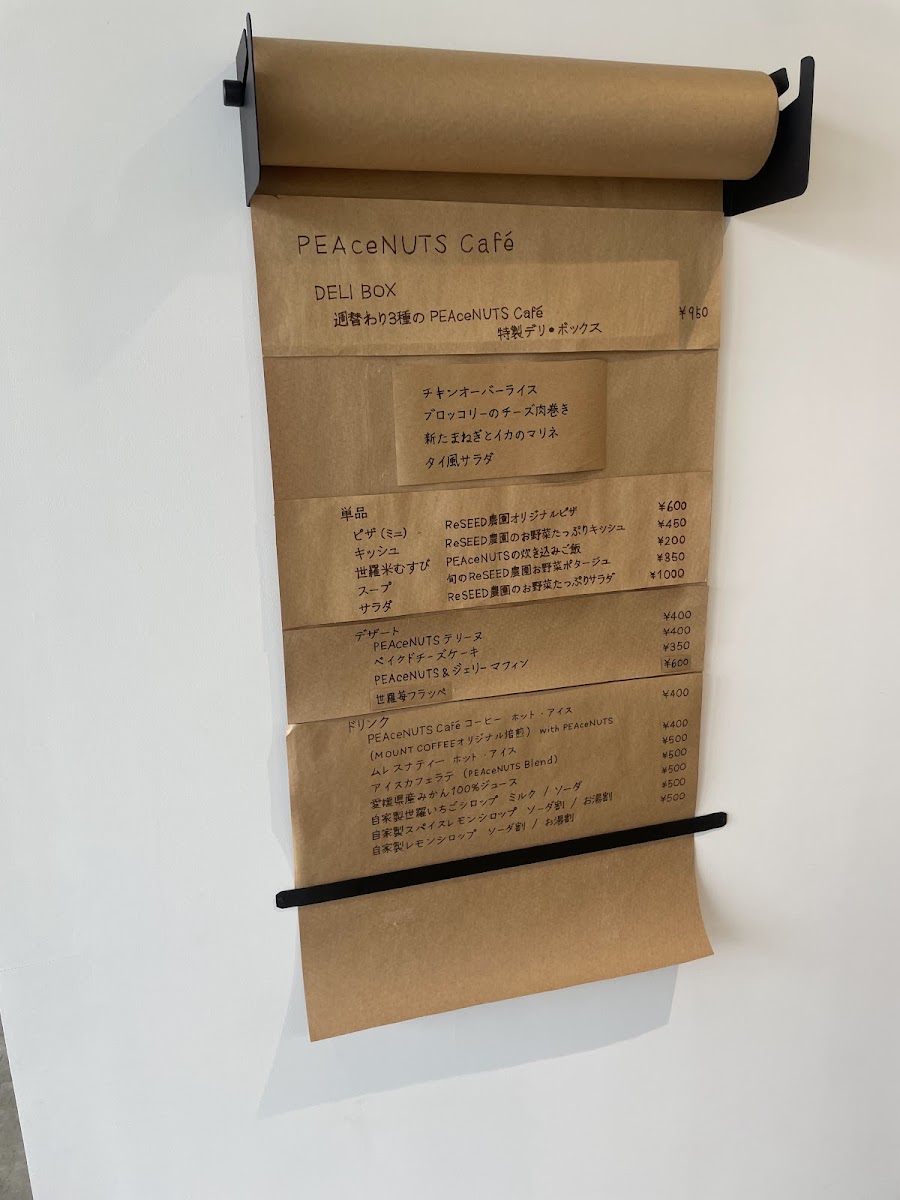 PEAceNUTS Café
DELI BOX
週替わり3種の PEAceNUTS Café ¥950
特製デリ・ボックス
チキンオーバーライス
ブロッコリーのチーズ肉巻き
新たまねぎとイカのマリネ
タイ風サラダ
単品
ピザ (ミニ) ReSEED農園オリジナルピザ ¥600
キッシュ ReSEED農園のお野菜たっぷりキッシュ ¥450
世羅米むすび PEAceNUTSの炊き込みご飯 ¥200
スープ 旬のReSEED農園お野菜ポタージュ ¥350
サラダ ReSEED農園のお野菜たっぷりサラダ ¥1000
デザート
PEAceNUTS テリーヌ ¥400
ベイクドチーズケーキ ¥400
PEAceNUTS & ジェリー マフィン ¥350
世羅苺フラッペ ¥600
ドリンク
PEAceNUTS Café コーヒー ホット・アイス ¥400
(MOUNT COFFEEオリジナル焙煎) with PEAceNUTS
ムレスナティー ホット・アイス ¥400
アイスカフェラテ (PEAceNUTS Blend) ¥500
愛媛県産みかん100%ジュース ¥500
自家製世羅いちごシロップ ミルク / ソーダ ¥500
自家製スパイスレモンシロップ ソーダ割 / お湯割 ¥500
自家製レモンシロップ ソーダ割 / お湯割 ¥500